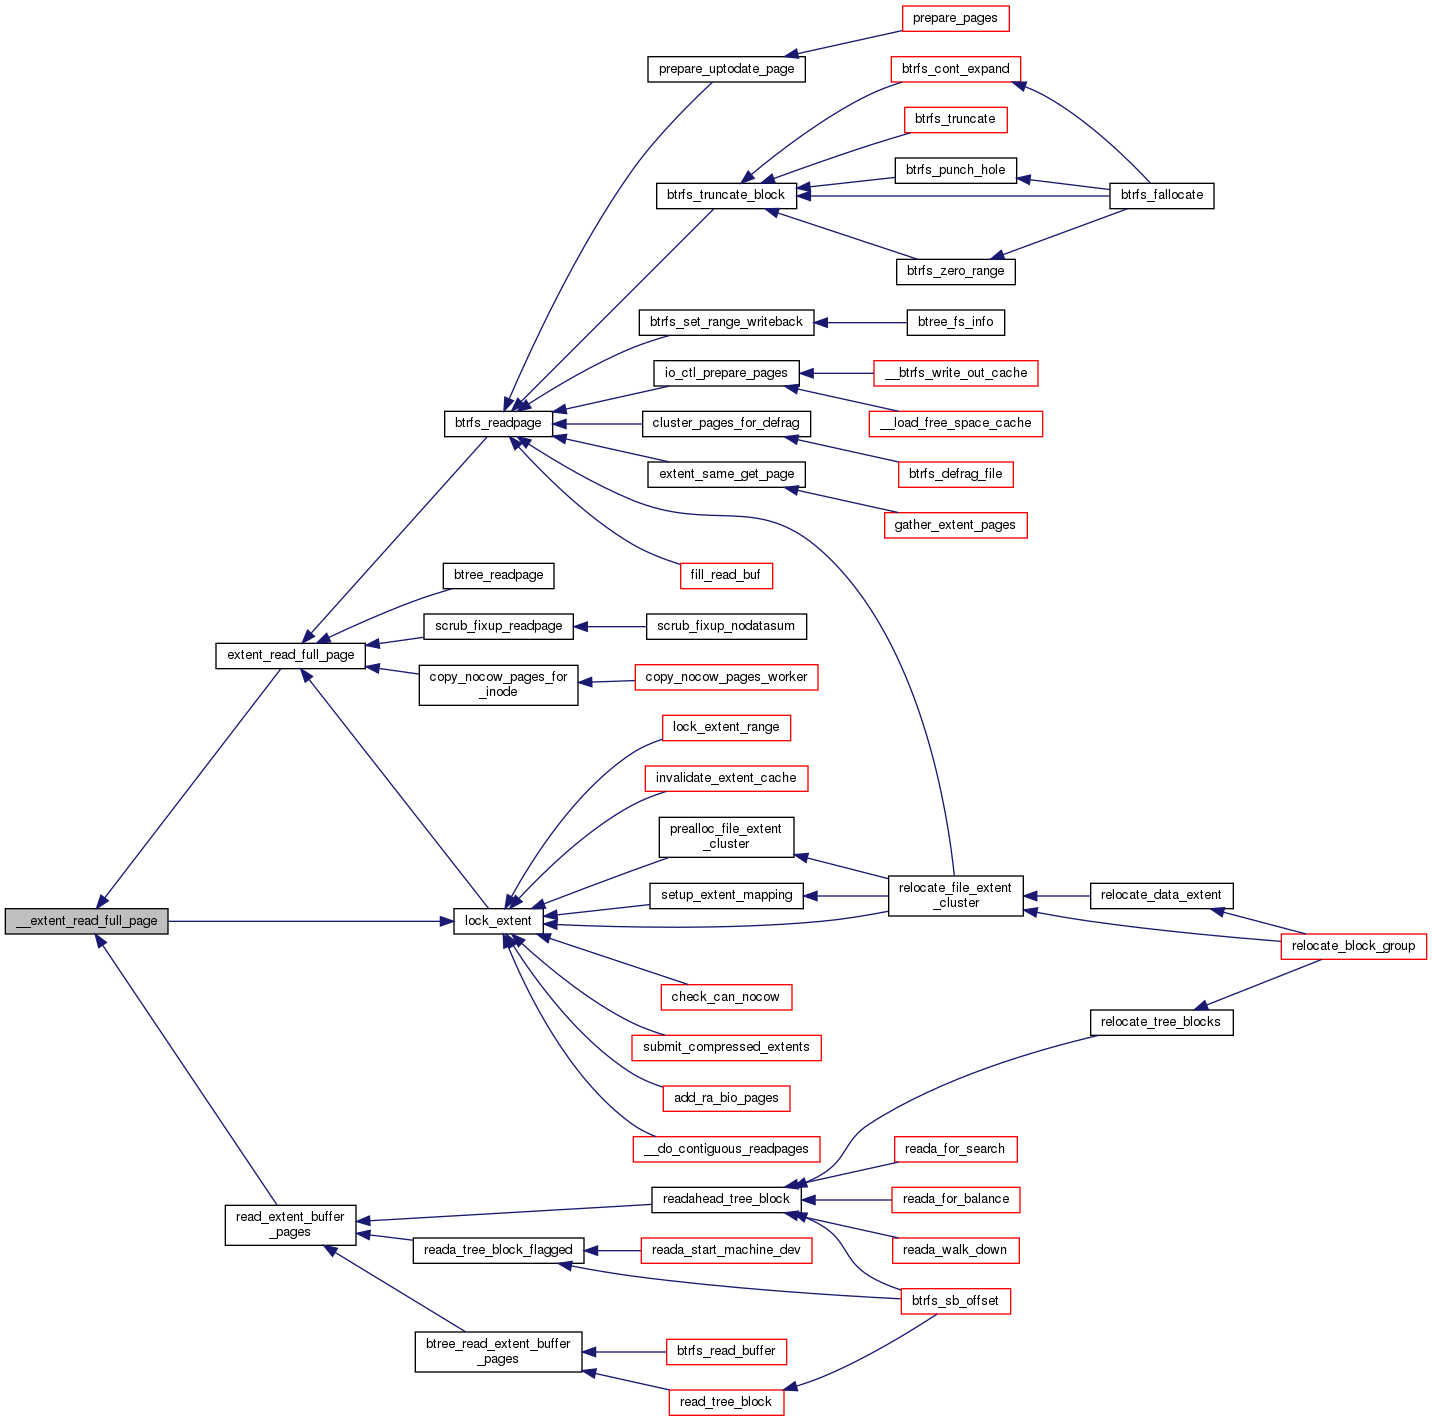 prepare_pages
prepare_uptodate_page
btrfs_cont_expand
btrfs_truncate
btrfs_punch_hole
btrfs_truncate_block
btrfs_fallocate
btrfs_zero_range
btrfs_set_range_writeback
btree_fs_info
io_ctl_prepare_pages
__btrfs_write_out_cache
btrfs_readpage
cluster_pages_for_defrag
__load_free_space_cache
extent_same_get_page
btrfs_defrag_file
gather_extent_pages
btree_readpage
fill_read_buf
scrub_fixup_readpage
scrub_fixup_nodatasum
extent_read_full_page
copy_nocow_pages_for
_inode
copy_nocow_pages_worker
lock_extent_range
invalidate_extent_cache
prealloc_file_extent
_cluster
setup_extent_mapping
relocate_file_extent
_cluster
relocate_data_extent
__extent_read_full_page
lock_extent
relocate_block_group
check_can_nocow
relocate_tree_blocks
submit_compressed_extents
add_ra_bio_pages
__do_contiguous_readpages
reada_for_search
readahead_tree_block
reada_for_balance
read_extent_buffer
_pages
reada_tree_block_flagged
reada_start_machine_dev
reada_walk_down
btrfs_sb_offset
btree_read_extent_buffer
_pages
btrfs_read_buffer
read_tree_block